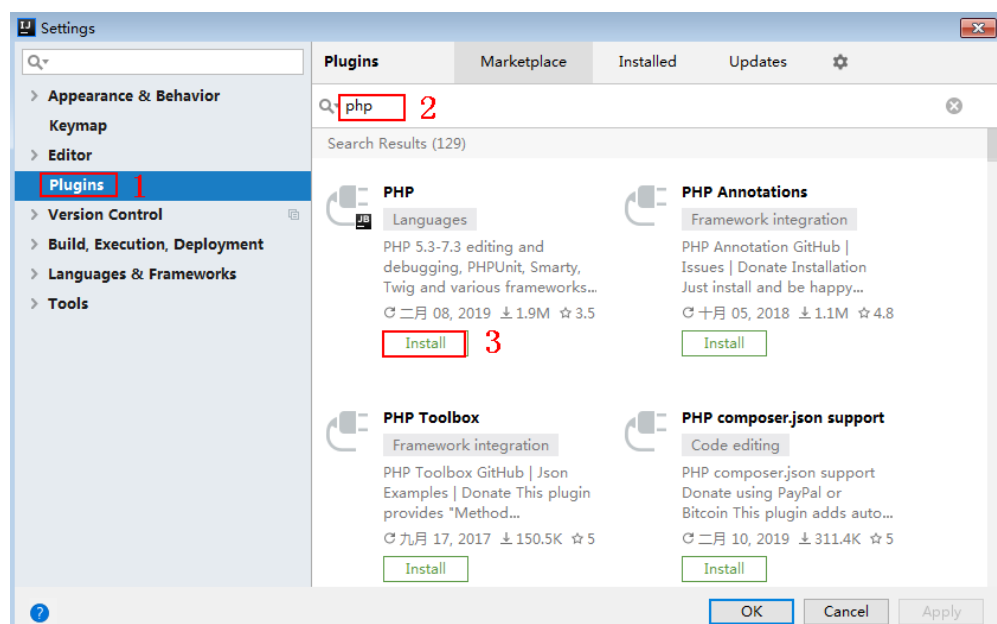 Settings
Plugins Marketplace Installed Updates
Appearance & Behavior
Keymap
Editor
Plugins 1
Version Control
Build, Execution, Deployment
Languages & Frameworks
Tools
php 2
Search Results (129)
PHP
Languages
PHP 5.3-7.3 editing and
debugging, PHPUnit, Smarty,
Twig and various frameworks...
二月 08, 2019 1.9M 3.5
Install 3
PHP Annotations
Framework integration
PHP Annotation GitHub |
Issues | Donate Installation
Just install and be happy...
十月 05, 2018 1.1M 4.8
Install
PHP Toolbox
Framework integration
PHP Toolbox GitHub | Json
Examples | Donate This plugin
provides "Method...
九月 17, 2017 150.5K 5
Install
PHP composer.json support
Code editing
PHP composer.json support
Donate using PayPal or
Bitcoin This plugin adds auto...
二月 10, 2019 311.4K 5
Install
? OK Cancel Apply